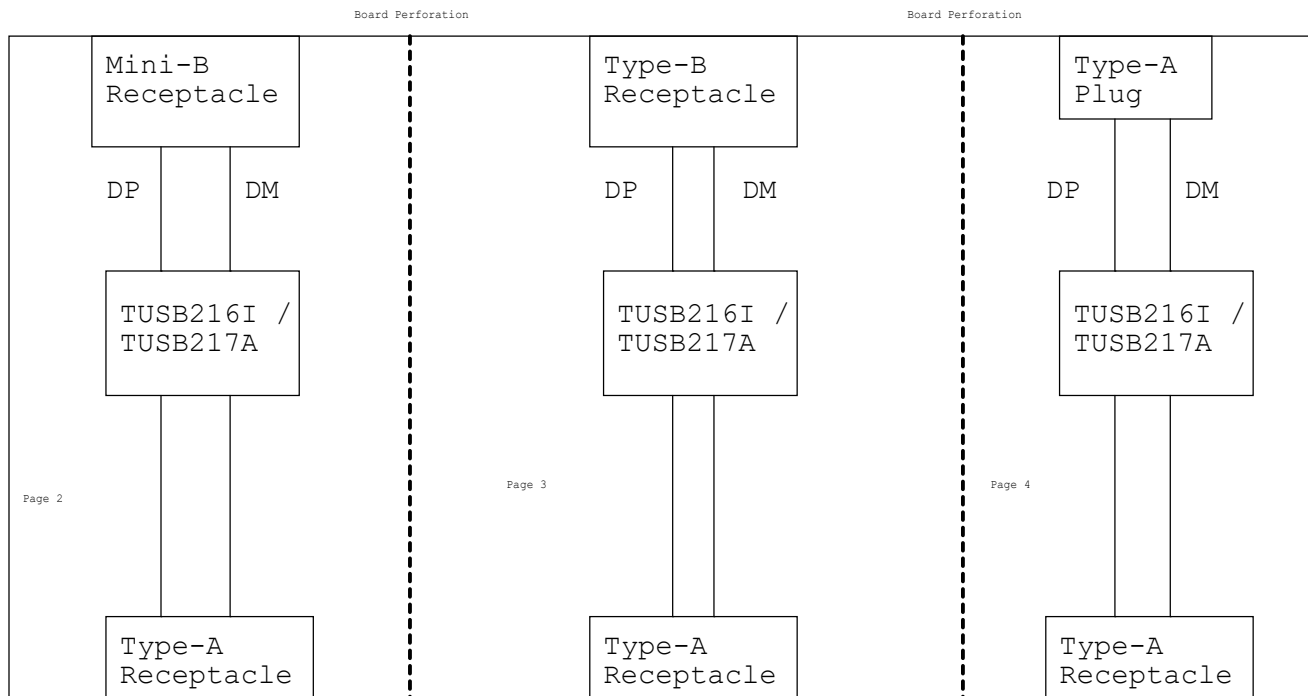 Board Perforation
Board Perforation
Mini-B
Receptacle
Type-B
Receptacle
Type-A
Plug
DP
DM
DP
DM
DP
DM
TUSB216I /
TUSB217A
TUSB216I /
TUSB217A
TUSB216I /
TUSB217A
Page 2
Page 3
Page 4
Type-A
Receptacle
Type-A
Receptacle
Type-A
Receptacle